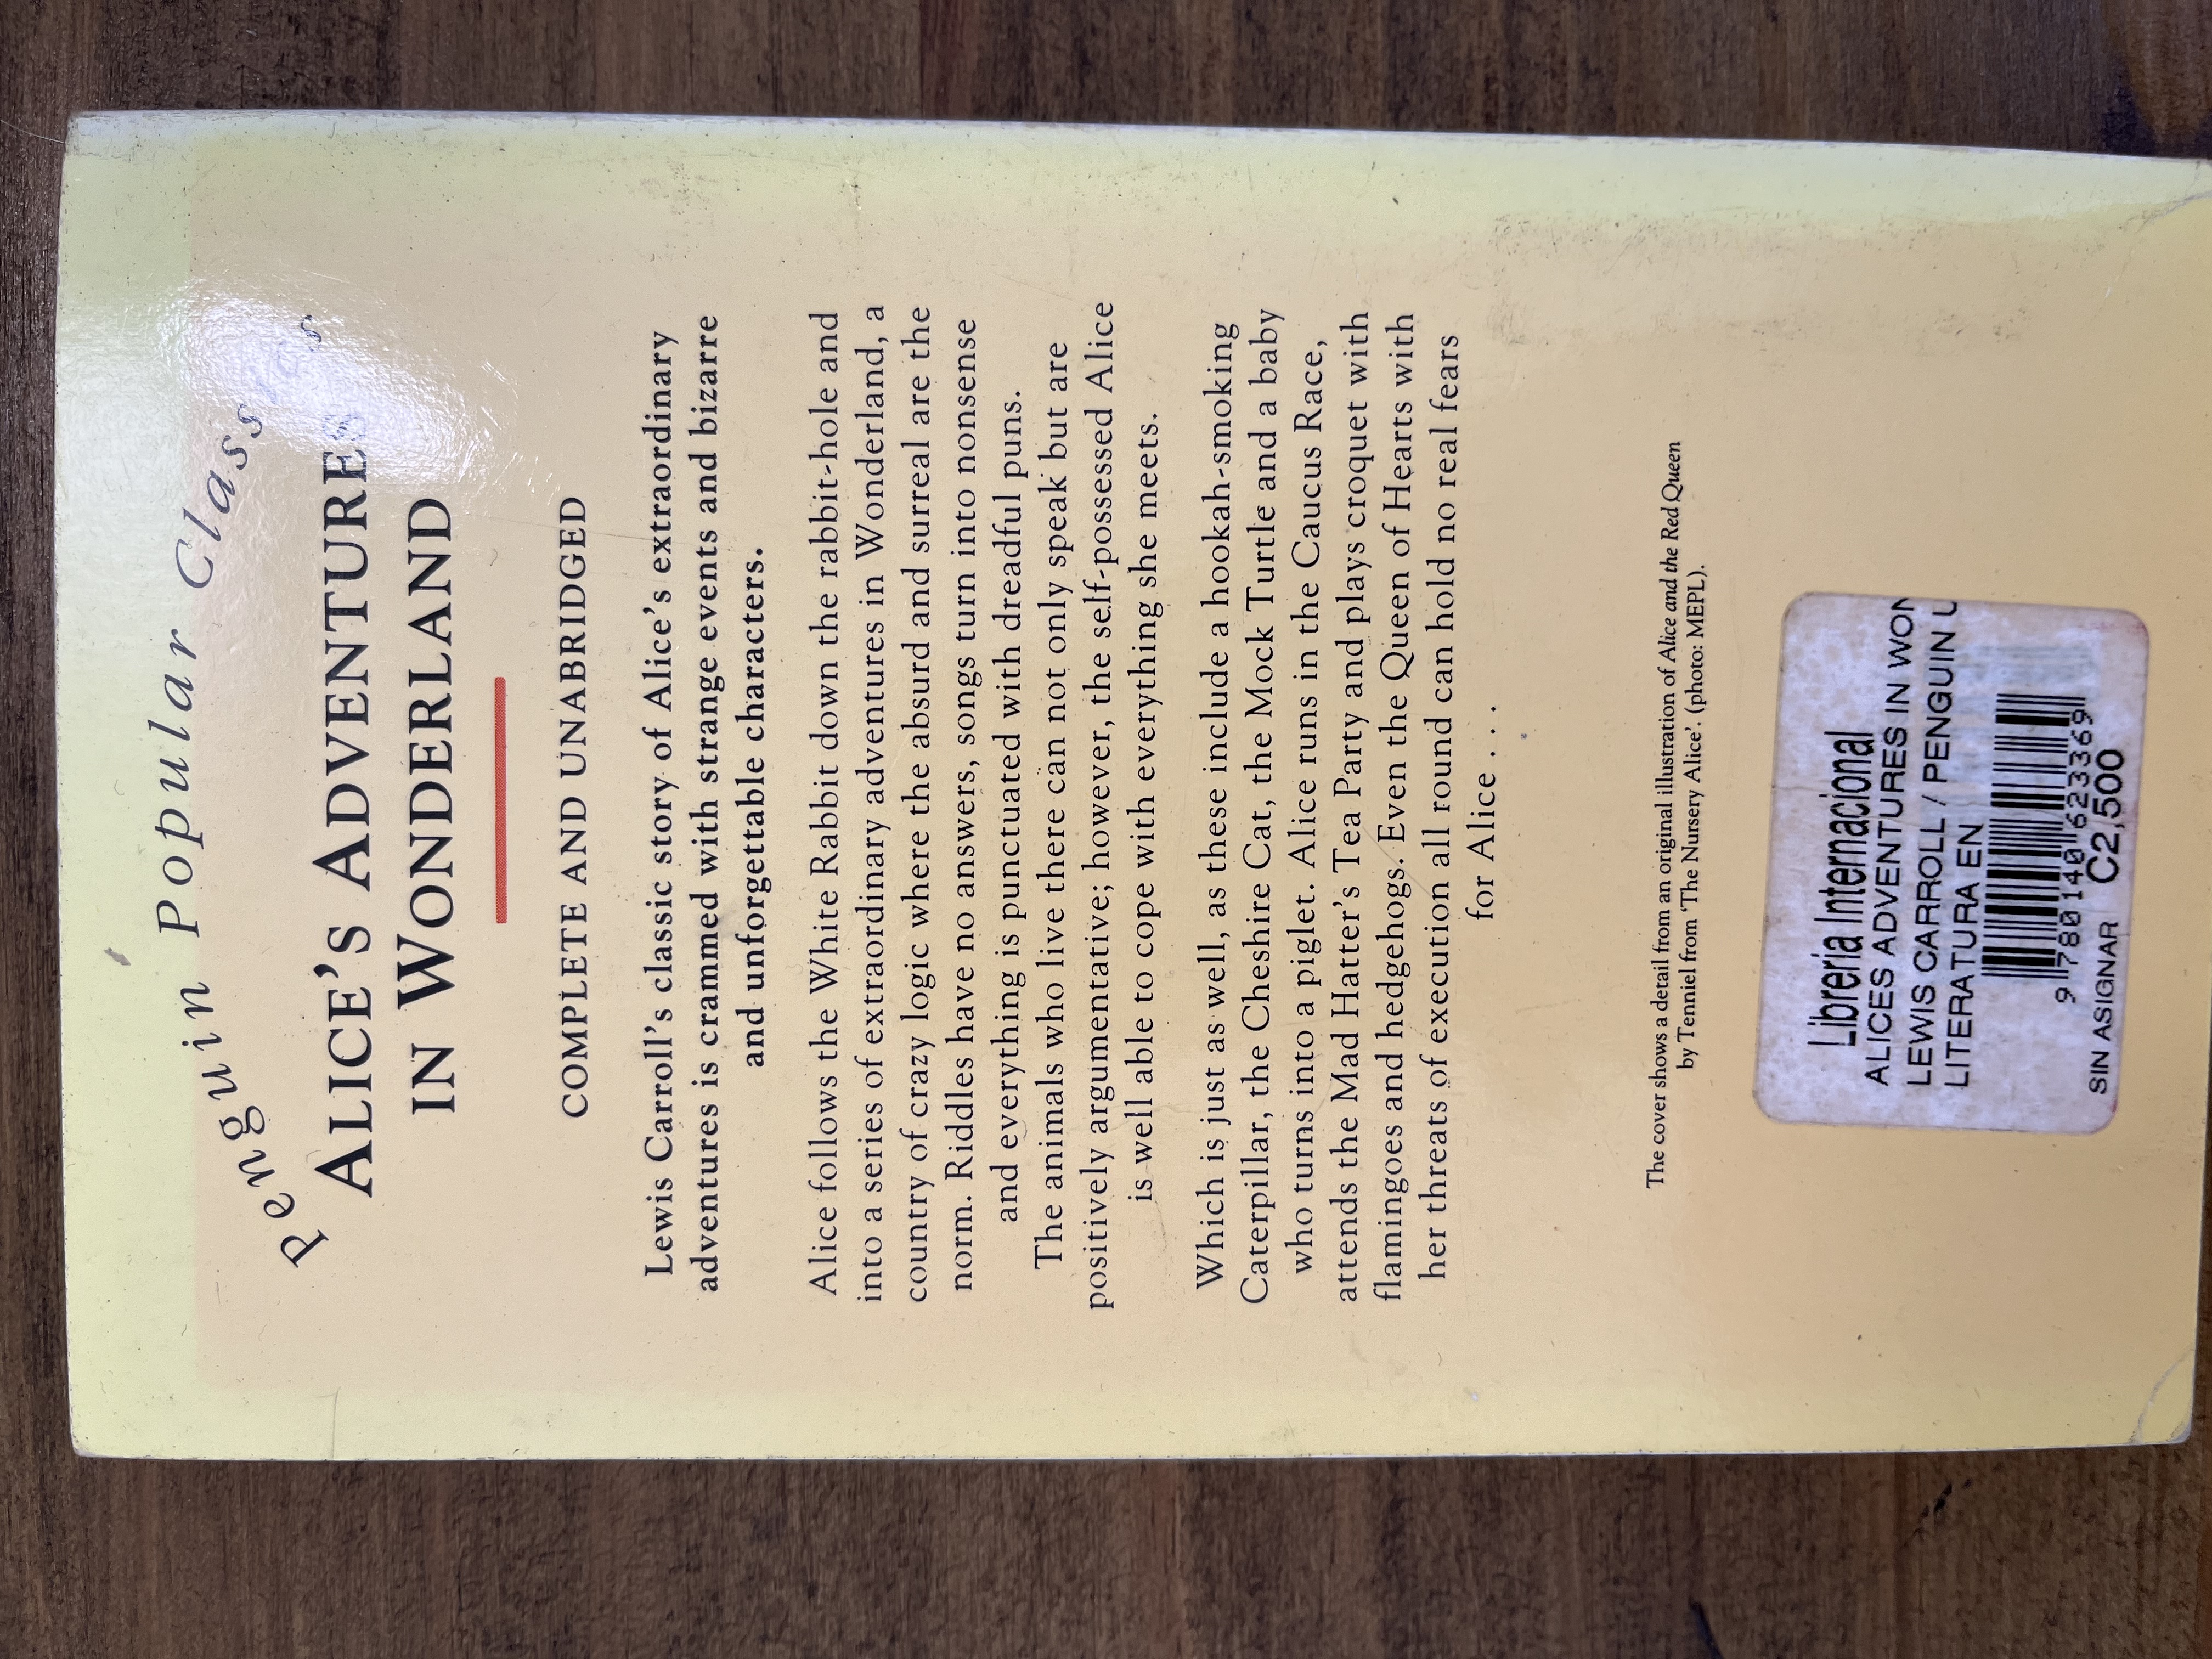 Penguin Popular Classics
ALICE'S ADVENTURES
IN WONDERLAND
COMPLETE AND UNABRIDGED
Lewis Carroll's classic story of Alice's extraordinary
adventures is crammed with strange events and bizarre
and unforgettable characters.
Alice follows the White Rabbit down the rabbit-hole and
into a series of extraordinary adventures in Wonderland, a
country of crazy logic where the absurd and surreal are the
norm. Riddles have no answers, songs turn into nonsense
and everything is punctuated with dreadful puns.
The animals who live there can not only speak but are
positively argumentative; however, the self-possessed Alice
is well able to cope with everything she meets.
Which is just as well, as these include a hookah-smoking
Caterpillar, the Cheshire Cat, the Mock Turtle and a baby
who turns into a piglet. Alice runs in the Caucus Race,
attends the Mad Hatter's Tea Party and plays croquet with
flamingoes and hedgehogs. Even the Queen of Hearts with
her threats of execution all round can hold no real fears
for Alice . . .
The cover shows a detail from an original illustration of Alice and the Red Queen
by Tenniel from 'The Nursery Alice'. (photo: MEPL).
Libreria Internacional
ALICES ADVENTURES IN WON
LEWIS CARROLL / PENGUIN U
LITERATURA EN
9 780140 623369
SIN ASIGNAR C2,500